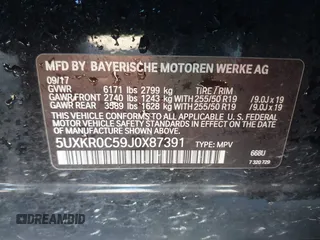 MFD BY BAYERISCHE MOTOREN WERKE AG
09/17
GVWR 6171 lbs 2799 kg TIRE / RIM
GAWR FRONT 2740 lbs 1243 kg WITH 255/50 R19 / 9.0J x 19
GAWR REAR 3589 lbs 1628 kg WITH 255/50 R19 / 9.0J x 19
THIS VEHICLE CONFORMS TO ALL APPLICABLE U. S. FEDERAL
MOTOR VEHICLE SAFETY STANDARDS IN EFFECT ON THE
DATE OF MANUFACTURE SHOWN ABOVE.
5UXKR0C59J0X87391 TYPE: MPV
668U
7 320 729
DREAMBID